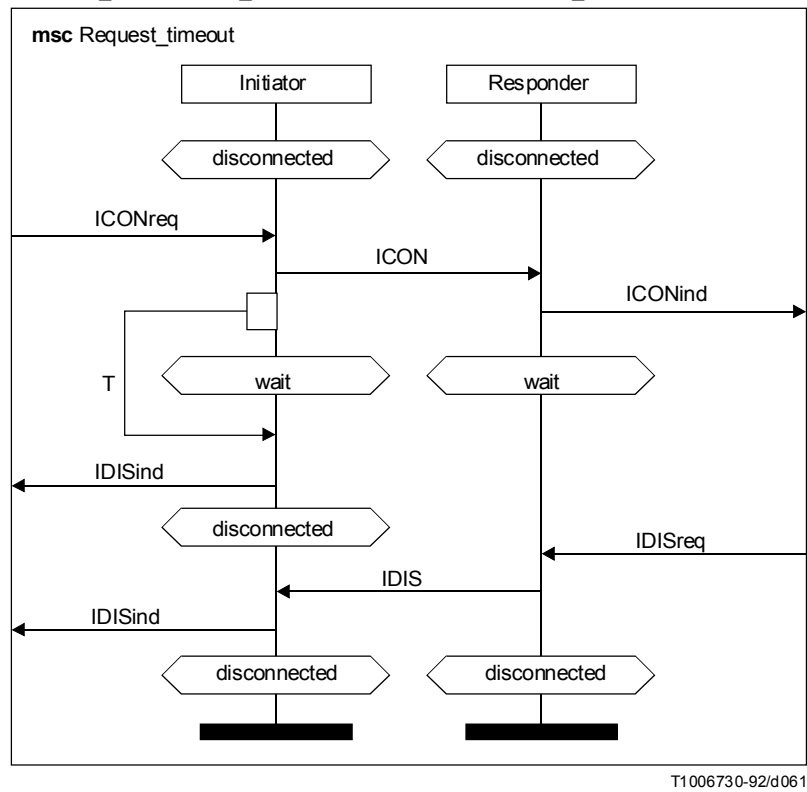 msc Request_timeout
Initiator Responder
disconnected disconnected
ICONreq
ICON
ICONind
T wait wait
IDISind
disconnected
IDISreq
IDIS
IDISind
disconnected disconnected
T1006730-92/d061